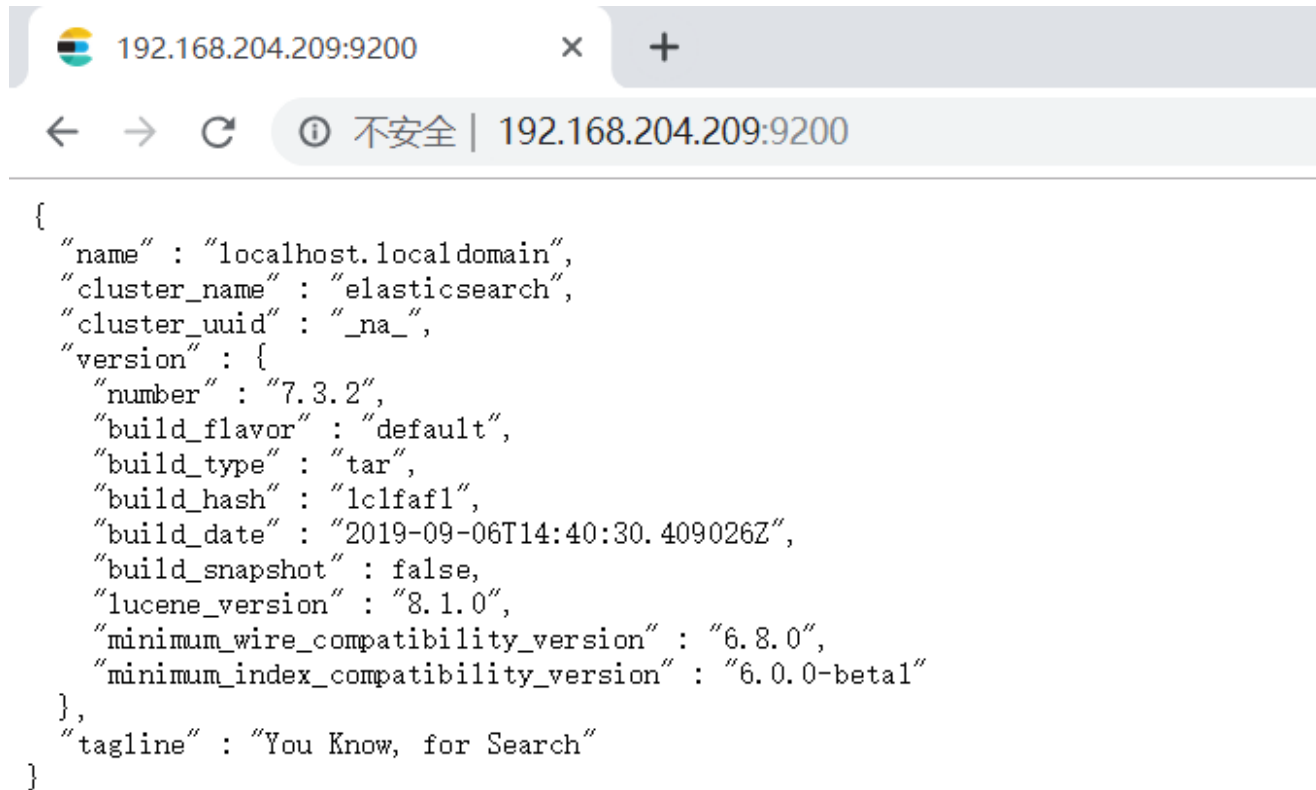 192.168.204.209:9200
不安全 | 192.168.204.209:9200
{
"name" : "localhost.localdomain",
"cluster_name" : "elasticsearch",
"cluster_uuid" : "_na_",
"version" : {
"number" : "7.3.2",
"build_flavor" : "default",
"build_type" : "tar",
"build_hash" : "1c1faf1",
"build_date" : "2019-09-06T14:40:30.409026Z",
"build_snapshot" : false,
"lucene_version" : "8.1.0",
"minimum_wire_compatibility_version" : "6.8.0",
"minimum_index_compatibility_version" : "6.0.0-beta1"
},
"tagline" : "You Know, for Search"
}